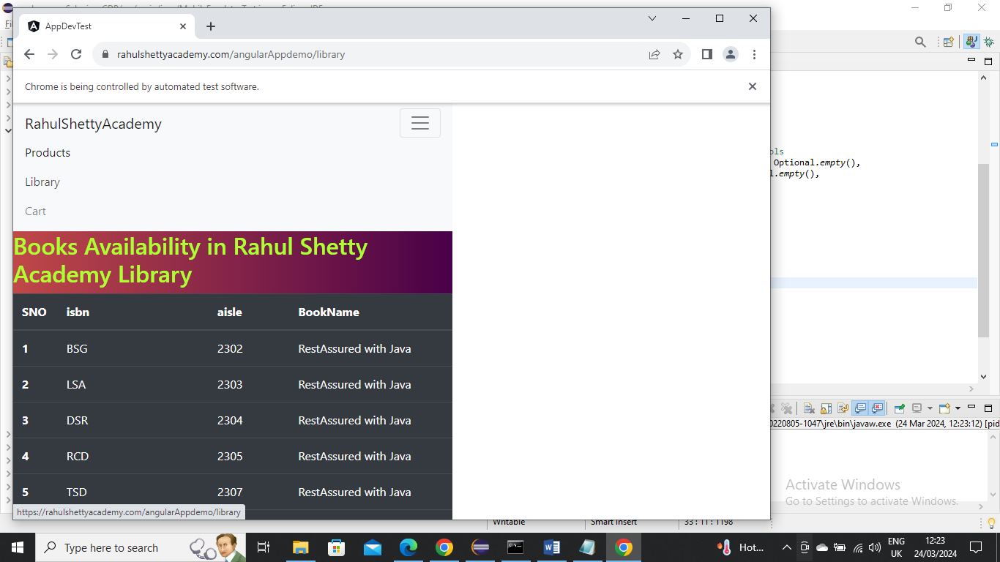 AppDevTest
rahulshettyacademy.com/angularAppdemo/library
Chrome is being controlled by automated test software.
RahulShettyAcademy
Products
Library
Cart
Books Availability in Rahul Shetty
Academy Library
SNO isbn aisle BookName
1 BSG 2302 RestAssured with Java
2 LSA 2303 RestAssured with Java
3 DSR 2304 RestAssured with Java
4 RCD 2305 RestAssured with Java
5 TSD 2307 RestAssured with Java
https://rahulshettyacademy.com/angularAppdemo/library
ols
Optional.empty(),
l.empty(),
0220805-1047\jre\bin\javaw.exe (24 Mar 2024, 12:23:12) [pid
Activate Windows
Go to Settings to activate Windows.
Writable Smart Insert 33 : 11 : 1198
Type here to search
Hot...
ENG
UK
12:23
24/03/2024